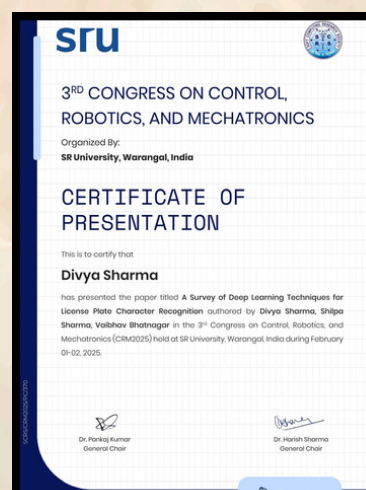 sru
3RD CONGRESS ON CONTROL,
ROBOTICS, AND MECHATRONICS
Organized By:
SR University, Warangal, India
CERTIFICATE OF
PRESENTATION
This is to certify that
Divya Sharma
has presented the paper titled A Survey of Deep Learning Techniques for
License Plate Character Recognition authored by Divya Sharma, Shilpa
Sharma, Vaibhav Bhatnagar in the 3rd Congress on Control, Robotics, and
Mechatronics (CRM2025) held at SR University, Warangal, India during February
01-02, 2025.
Dr. Pankaj Kumar
General Chair
Dr. Harish Sharma
General Chair